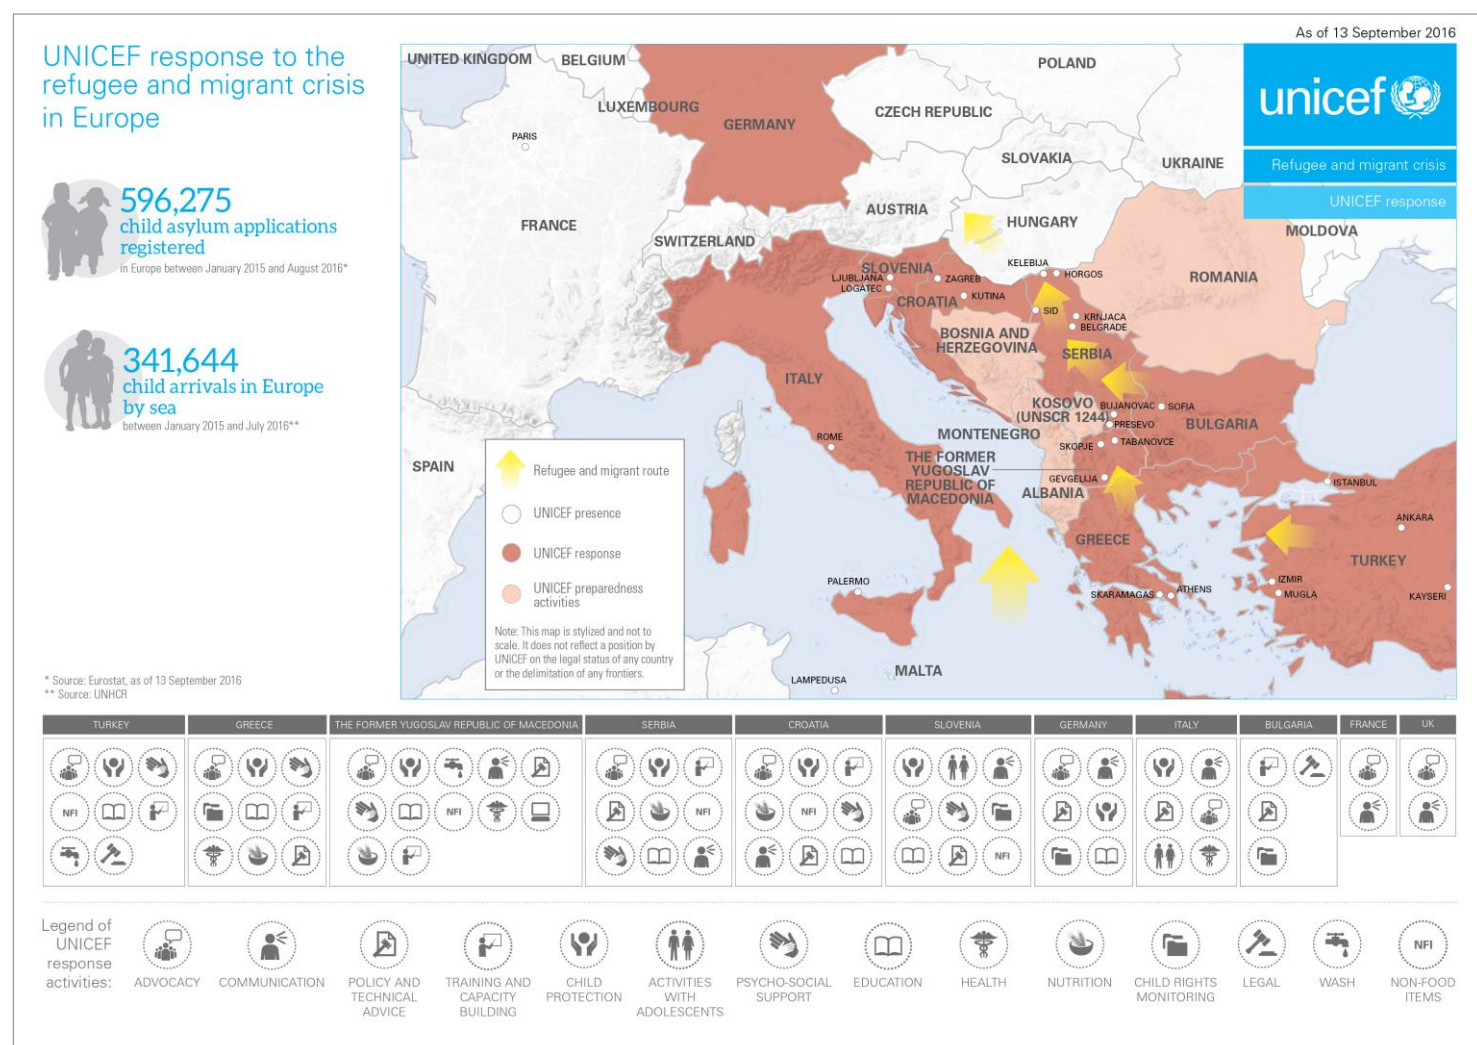 As of 13 September 2016
UNICEF response to the
refugee and migrant crisis
in Europe
596,275
child asylum applications
registered
in Europe between January 2015 and August 2016*
341,644
child arrivals in Europe
by sea
between January 2015 and July 2016**
* Source: Eurostat, as of 13 September 2016
** Source: UNHCR
unicef
Refugee and migrant crisis
UNICEF response
UNITED KINGDOM
BELGIUM
POLAND
LUXEMBOURG
GERMANY
CZECH REPUBLIC
PARIS
SLOVAKIA
UKRAINE
FRANCE
AUSTRIA
HUNGARY
MOLDOVA
SWITZERLAND
KELEBIJA
HORGOS
ROMANIA
SLOVENIA
LJUBLJANA
LOGATEC
ZAGREB
CROATIA
KUTINA
SID
KRNJACA
BELGRADE
BOSNIA AND
HERZEGOVINA
SERBIA
ITALY
KOSOVO
(UNSCR 1244)
BUJANOVAC
SOFIA
PRESEVO
BULGARIA
MONTENEGRO
SKOPJE
TABANOVCE
ROME
THE FORMER
YUGOSLAV
REPUBLIC OF
MACEDONIA
GEVGELIJA
ALBANIA
SPAIN
ISTANBUL
ANKARA
GREECE
TURKEY
PALERMO
SKARAMAGAS
ATHENS
IZMIR
MUGLA
KAYSERI
MALTA
LAMPEDUSA
Refugee and migrant route
UNICEF presence
UNICEF response
UNICEF preparedness
activities
Note: This map is stylized and not to
scale. It does not reflect a position by
UNICEF on the legal status of any country
or the delimitation of any frontiers.
TURKEY
NFI
GREECE
THE FORMER YUGOSLAV REPUBLIC OF MACEDONIA
NFI
SERBIA
NFI
CROATIA
NFI
SLOVENIA
NFI
GERMANY
ITALY
BULGARIA
FRANCE
UK
Legend of
UNICEF
response
activities:
ADVOCACY
COMMUNICATION
POLICY AND
TECHNICAL
ADVICE
TRAINING AND
CAPACITY
BUILDING
CHILD
PROTECTION
ACTIVITIES
WITH
ADOLESCENTS
PSYCHO-SOCIAL
SUPPORT
EDUCATION
HEALTH
NUTRITION
CHILD RIGHTS
MONITORING
LEGAL
WASH
NFI
NON-FOOD
ITEMS